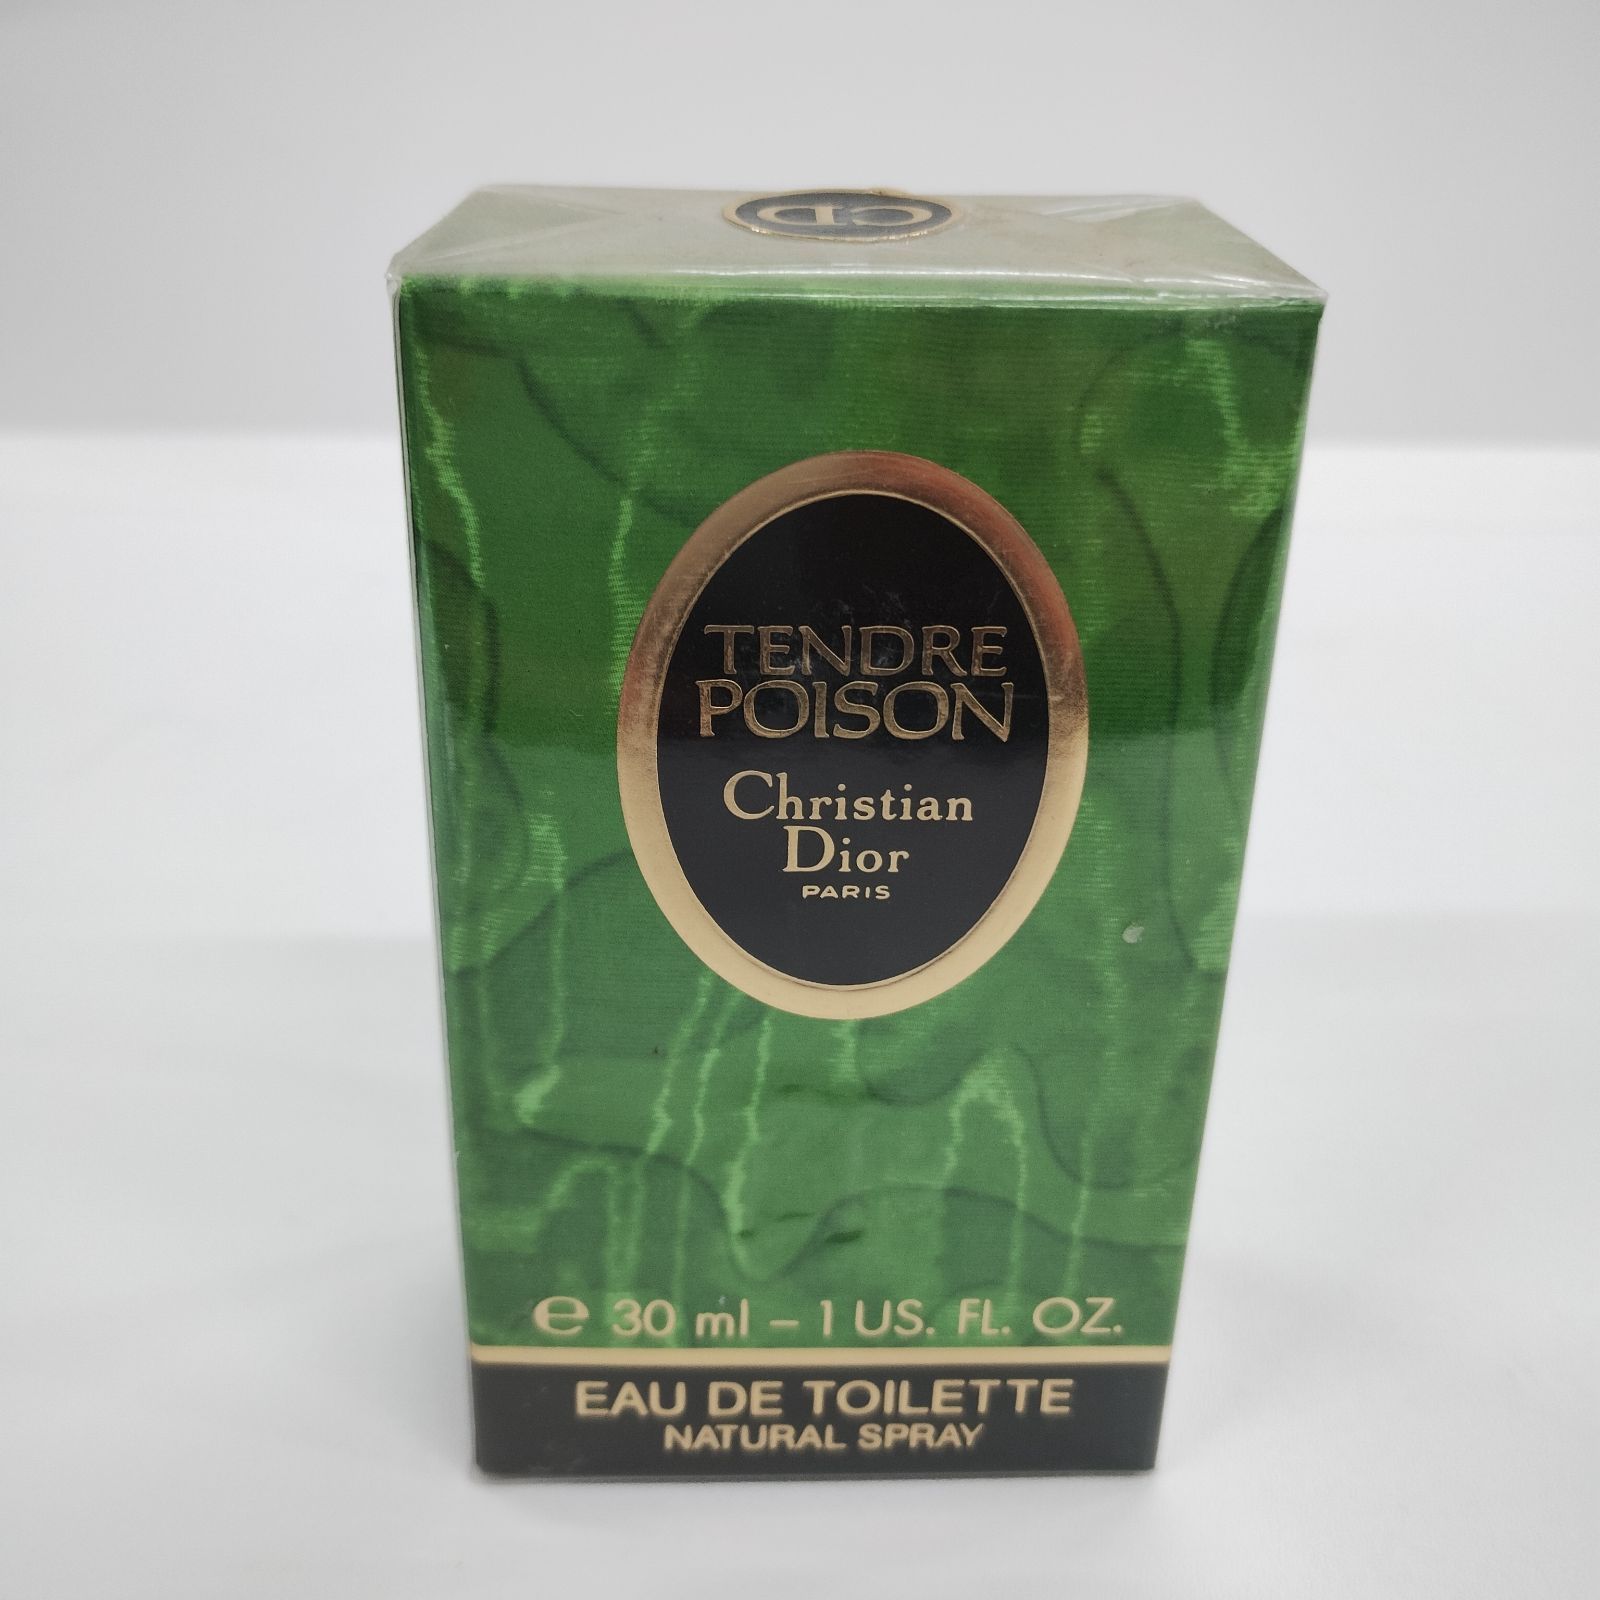 CD
TENDRE
POISON
Christian
Dior
PARIS
e 30 ml – 1 US. FL. OZ.
EAU DE TOILETTE
NATURAL SPRAY